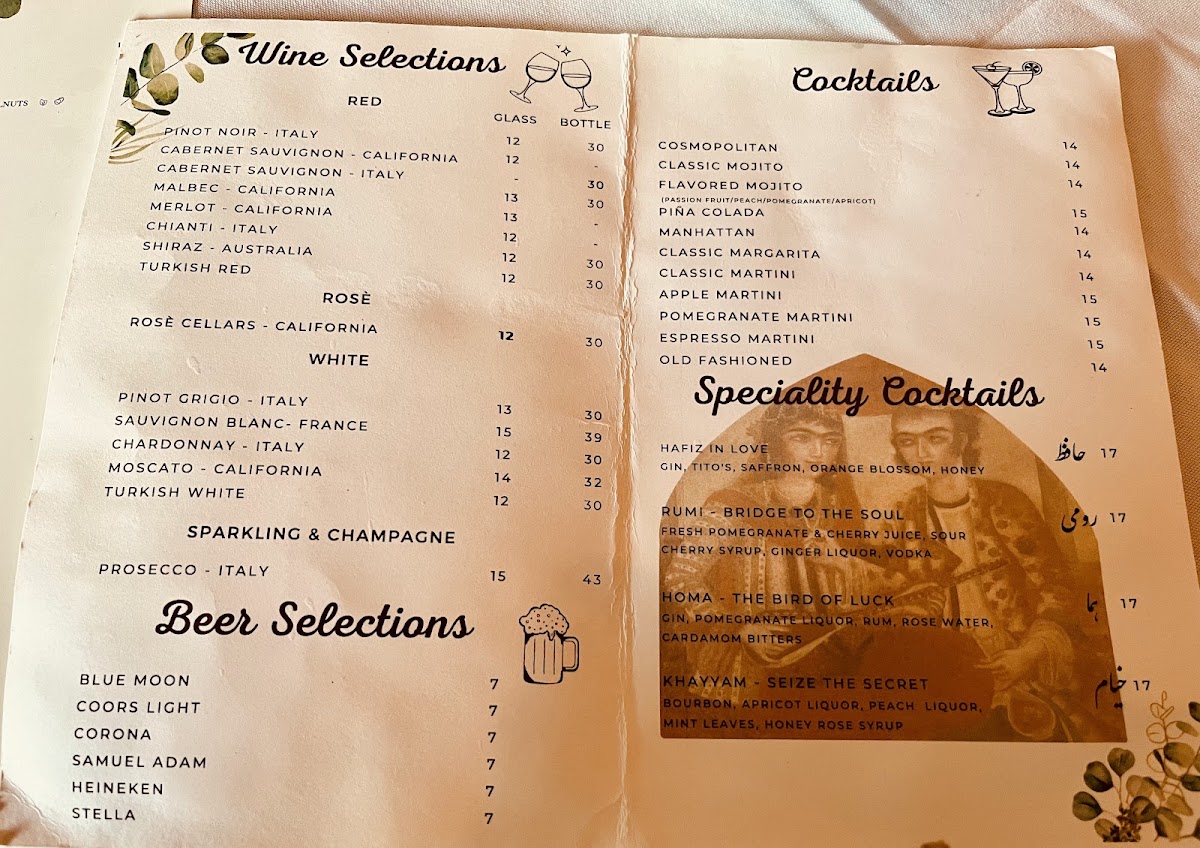 NUTS
Wine Selections
RED
GLASS BOTTLE
PINOT NOIR - ITALY 12 30
CABERNET SAUVIGNON - CALIFORNIA 12 -
CABERNET SAUVIGNON - ITALY - 30
MALBEC - CALIFORNIA 13 30
MERLOT - CALIFORNIA 13 -
CHIANTI - ITALY 12 -
SHIRAZ - AUSTRALIA 12 30
TURKISH RED 12 30
ROSÈ
ROSÈ CELLARS - CALIFORNIA 12 30
WHITE
PINOT GRIGIO - ITALY 13 30
SAUVIGNON BLANC- FRANCE 15 39
CHARDONNAY - ITALY 12 30
MOSCATO - CALIFORNIA 14 32
TURKISH WHITE 12 30
SPARKLING & CHAMPAGNE
PROSECCO - ITALY 15 43
Beer Selections
BLUE MOON 7
COORS LIGHT 7
CORONA 7
SAMUEL ADAM 7
HEINEKEN 7
STELLA 7
Cocktails
COSMOPOLITAN 14
CLASSIC MOJITO 14
FLAVORED MOJITO 14
(PASSION FRUIT/PEACH/POMEGRANATE/APRICOT)
PIÑA COLADA 15
MANHATTAN 14
CLASSIC MARGARITA 14
CLASSIC MARTINI 14
APPLE MARTINI 15
POMEGRANATE MARTINI 15
ESPRESSO MARTINI 15
OLD FASHIONED 14
Speciality Cocktails
HAFIZ IN LOVE حافظ 17
GIN, TITO'S, SAFFRON, ORANGE BLOSSOM, HONEY
RUMI - BRIDGE TO THE SOUL رومی 17
FRESH POMEGRANATE & CHERRY JUICE, SOUR
CHERRY SYRUP, GINGER LIQUOR, VODKA
HOMA - THE BIRD OF LUCK هما 17
GIN, POMEGRANATE LIQUOR, RUM, ROSE WATER,
CARDAMOM BITTERS
KHAYYAM - SEIZE THE SECRET خیام 17
BOURBON, APRICOT LIQUOR, PEACH LIQUOR,
MINT LEAVES, HONEY ROSE SYRUP